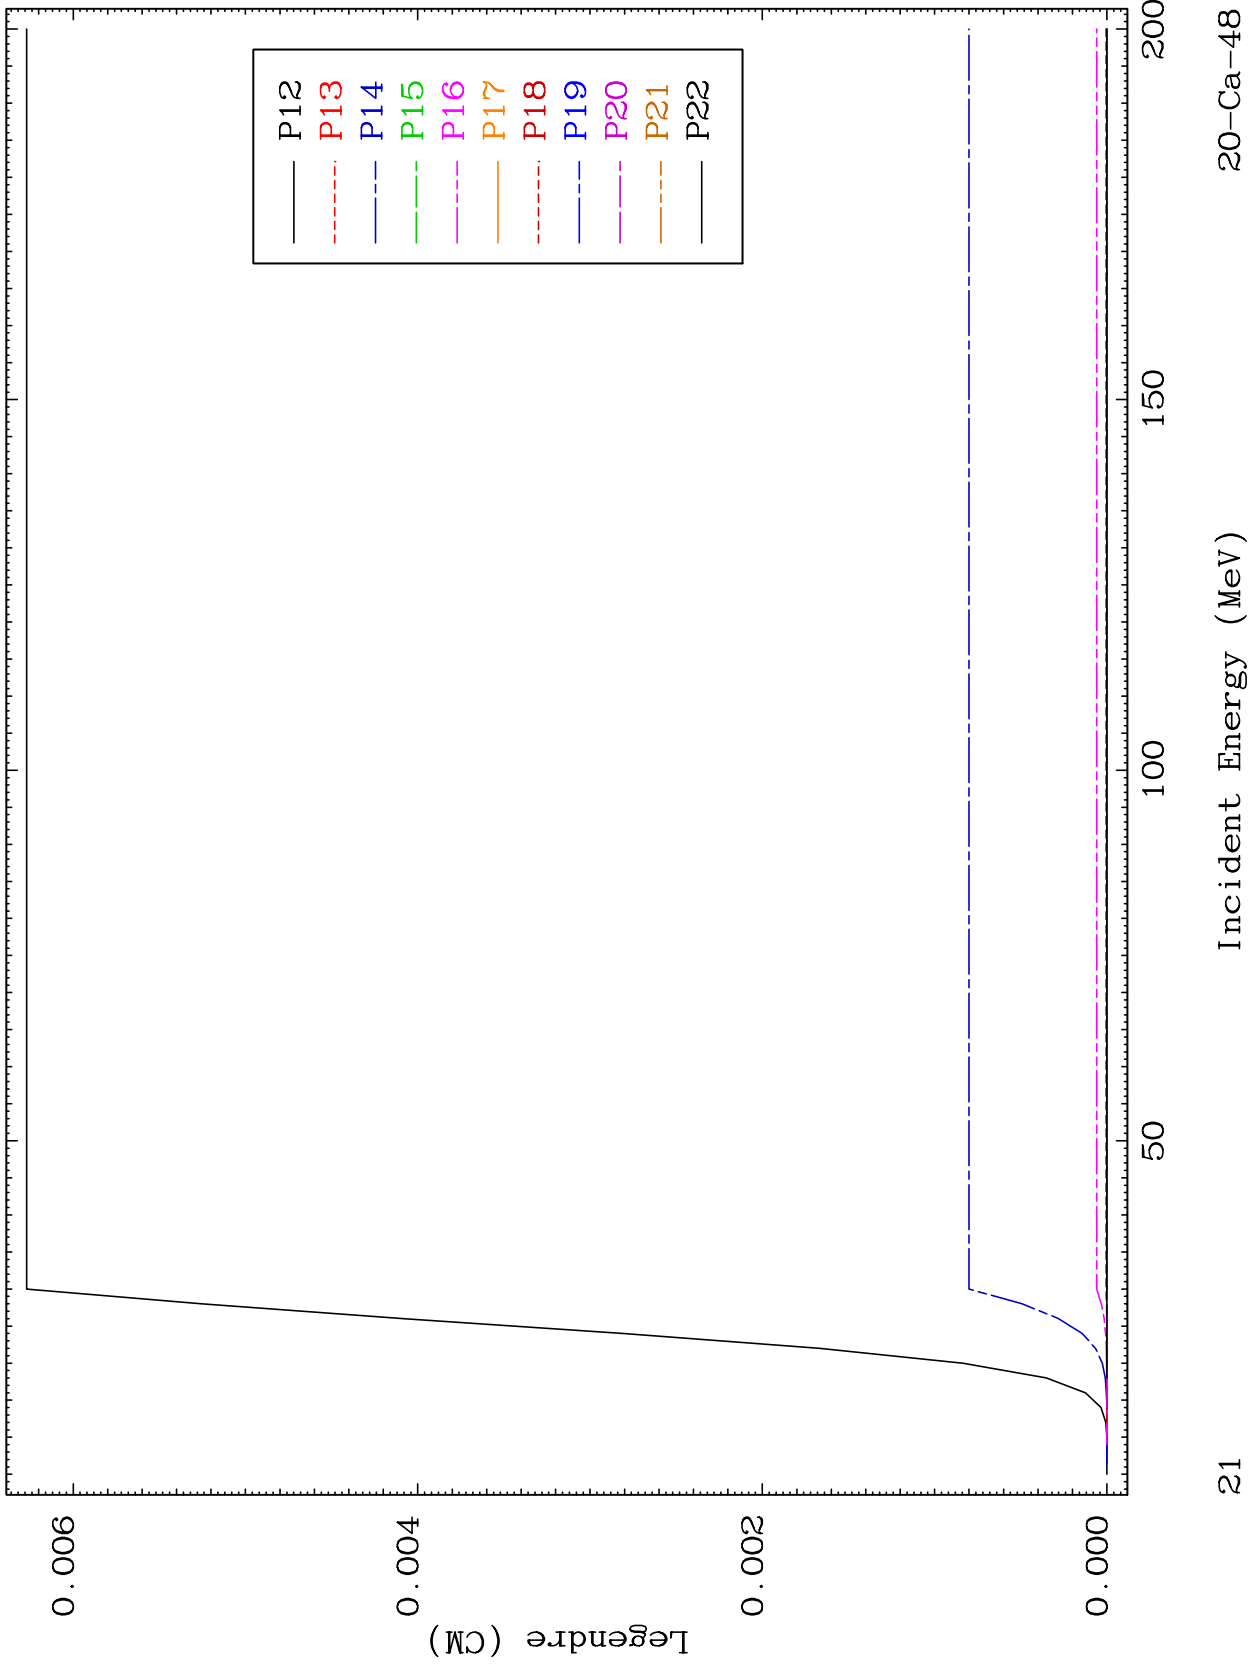 P12
P13
P14
P15
P16
P17
P18
P19
P20
P21
P22
0.006
0.004
0.002
0.000
Legendre (CM)
50
100
150
200
Incident Energy (MeV)
21
20-Ca-48